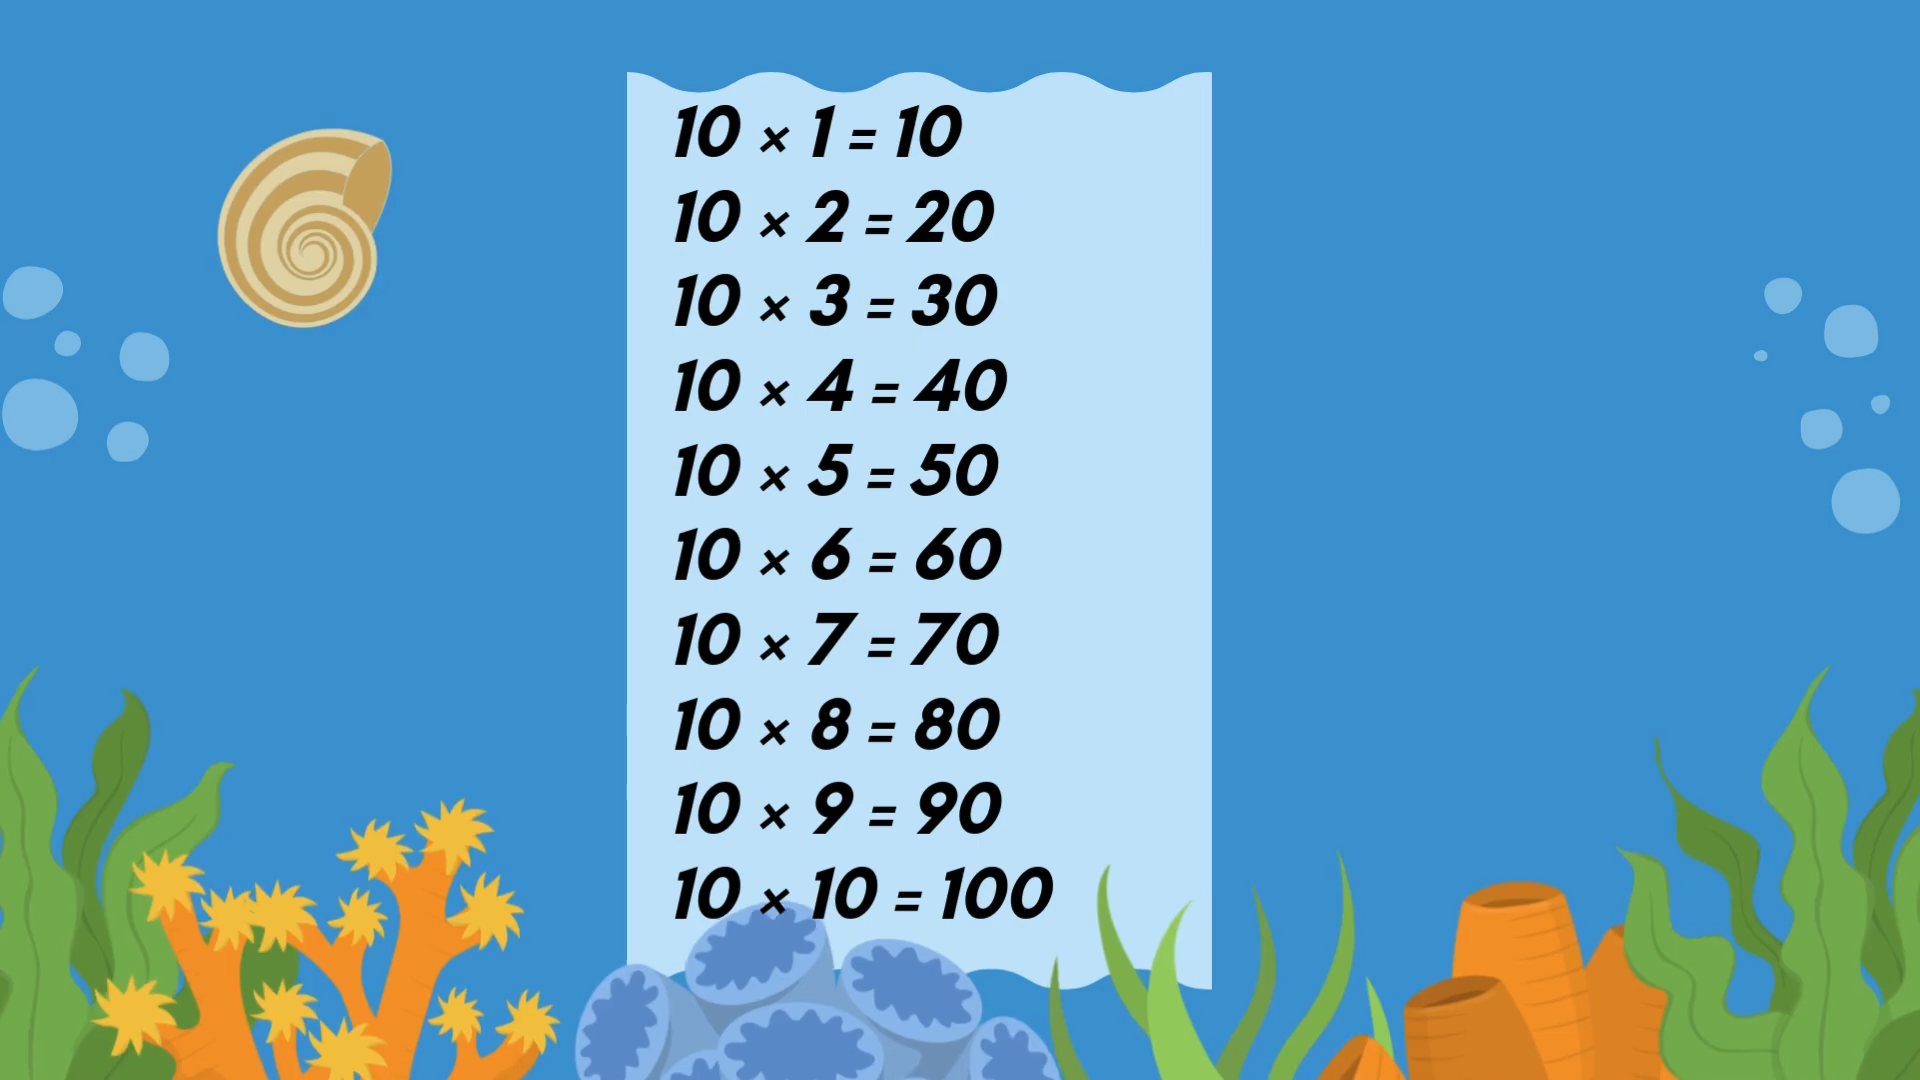 10 × 1 = 10
10 × 2 = 20
10 × 3 = 30
10 × 4 = 40
10 × 5 = 50
10 × 6 = 60
10 × 7 = 70
10 × 8 = 80
10 × 9 = 90
10 × 10 = 100